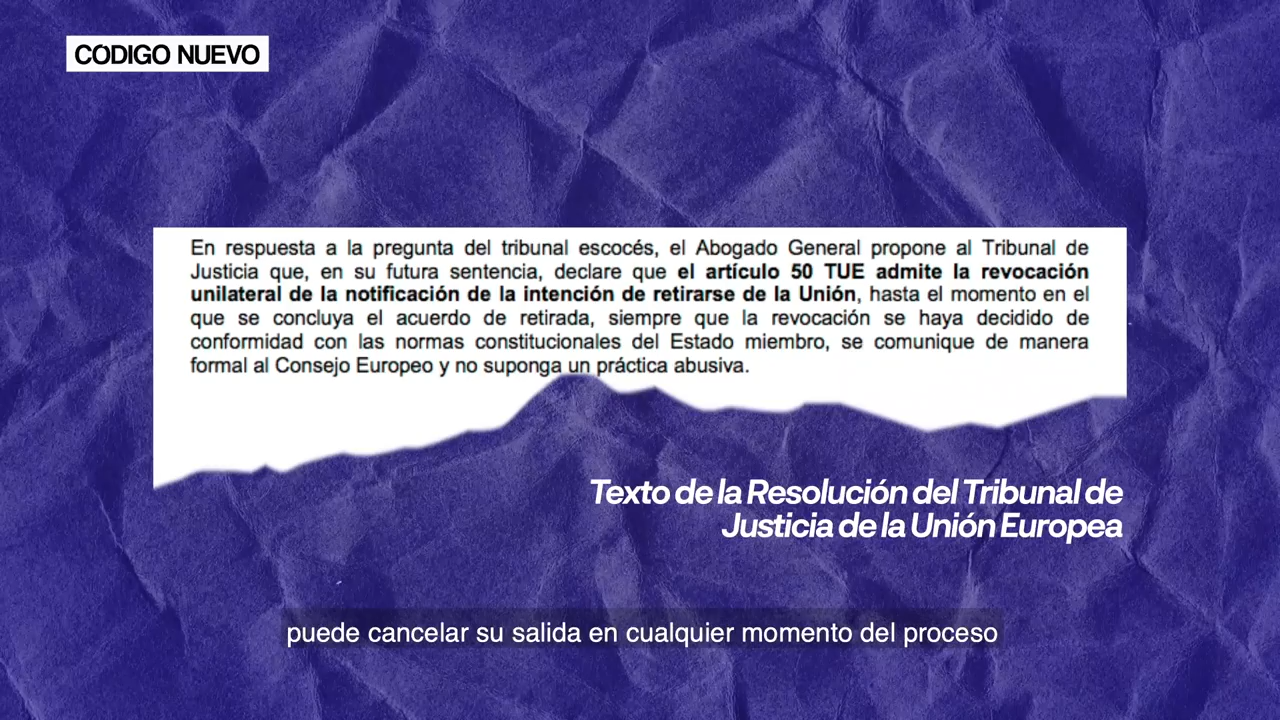 CÓDIGO NUEVO
En respuesta a la pregunta del tribunal escocés, el Abogado General propone al Tribunal de
Justicia que, en su futura sentencia, declare que el artículo 50 TUE admite la revocación
unilateral de la notificación de la intención de retirarse de la Unión, hasta el momento en el
que se concluya el acuerdo de retirada, siempre que la revocación se haya decidido de
conformidad con las normas constitucionales del Estado miembro, se comunique de manera
formal al Consejo Europeo y no suponga un práctica abusiva.
Texto de la Resolución del Tribunal de
Justicia de la Unión Europea
puede cancelar su salida en cualquier momento del proceso